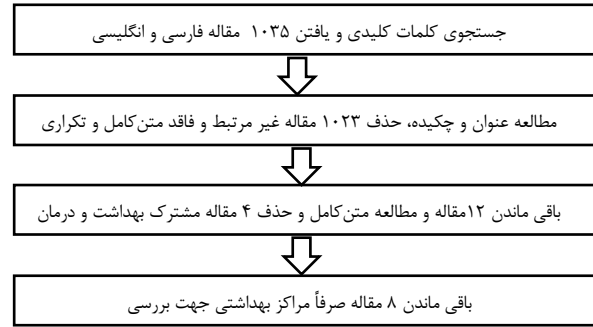 جستجوی کلمات کلیدی و یافتن ۱۰۳۵ مقاله فارسی و انگلیسی
مطالعه عنوان و چکیده، حذف ۱۰۲۳ مقاله غیر مرتبط و فاقد متن‌کامل و تکراری
باقی ماندن ۱۲مقاله و مطالعه متن‌کامل و حذف ۴ مقاله مشترک بهداشت و درمان
باقی ماندن ۸ مقاله صرفاً مراکز بهداشتی جهت بررسی